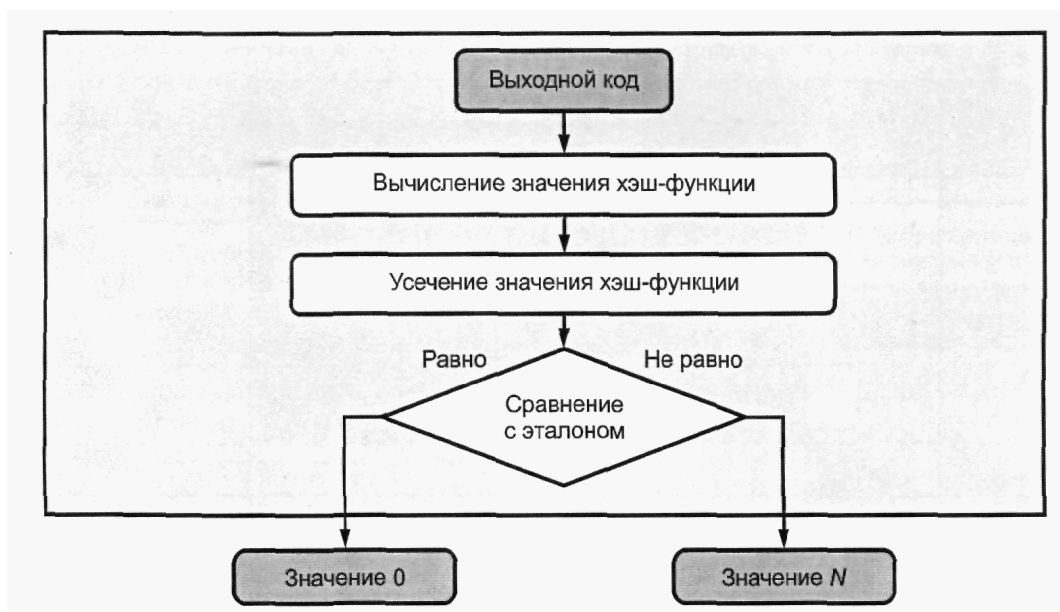 Выходной код
Вычисление значения хэш-функции
Усечение значения хэш-функции
Равно
Не равно
Сравнение
с эталоном
Значение 0
Значение N